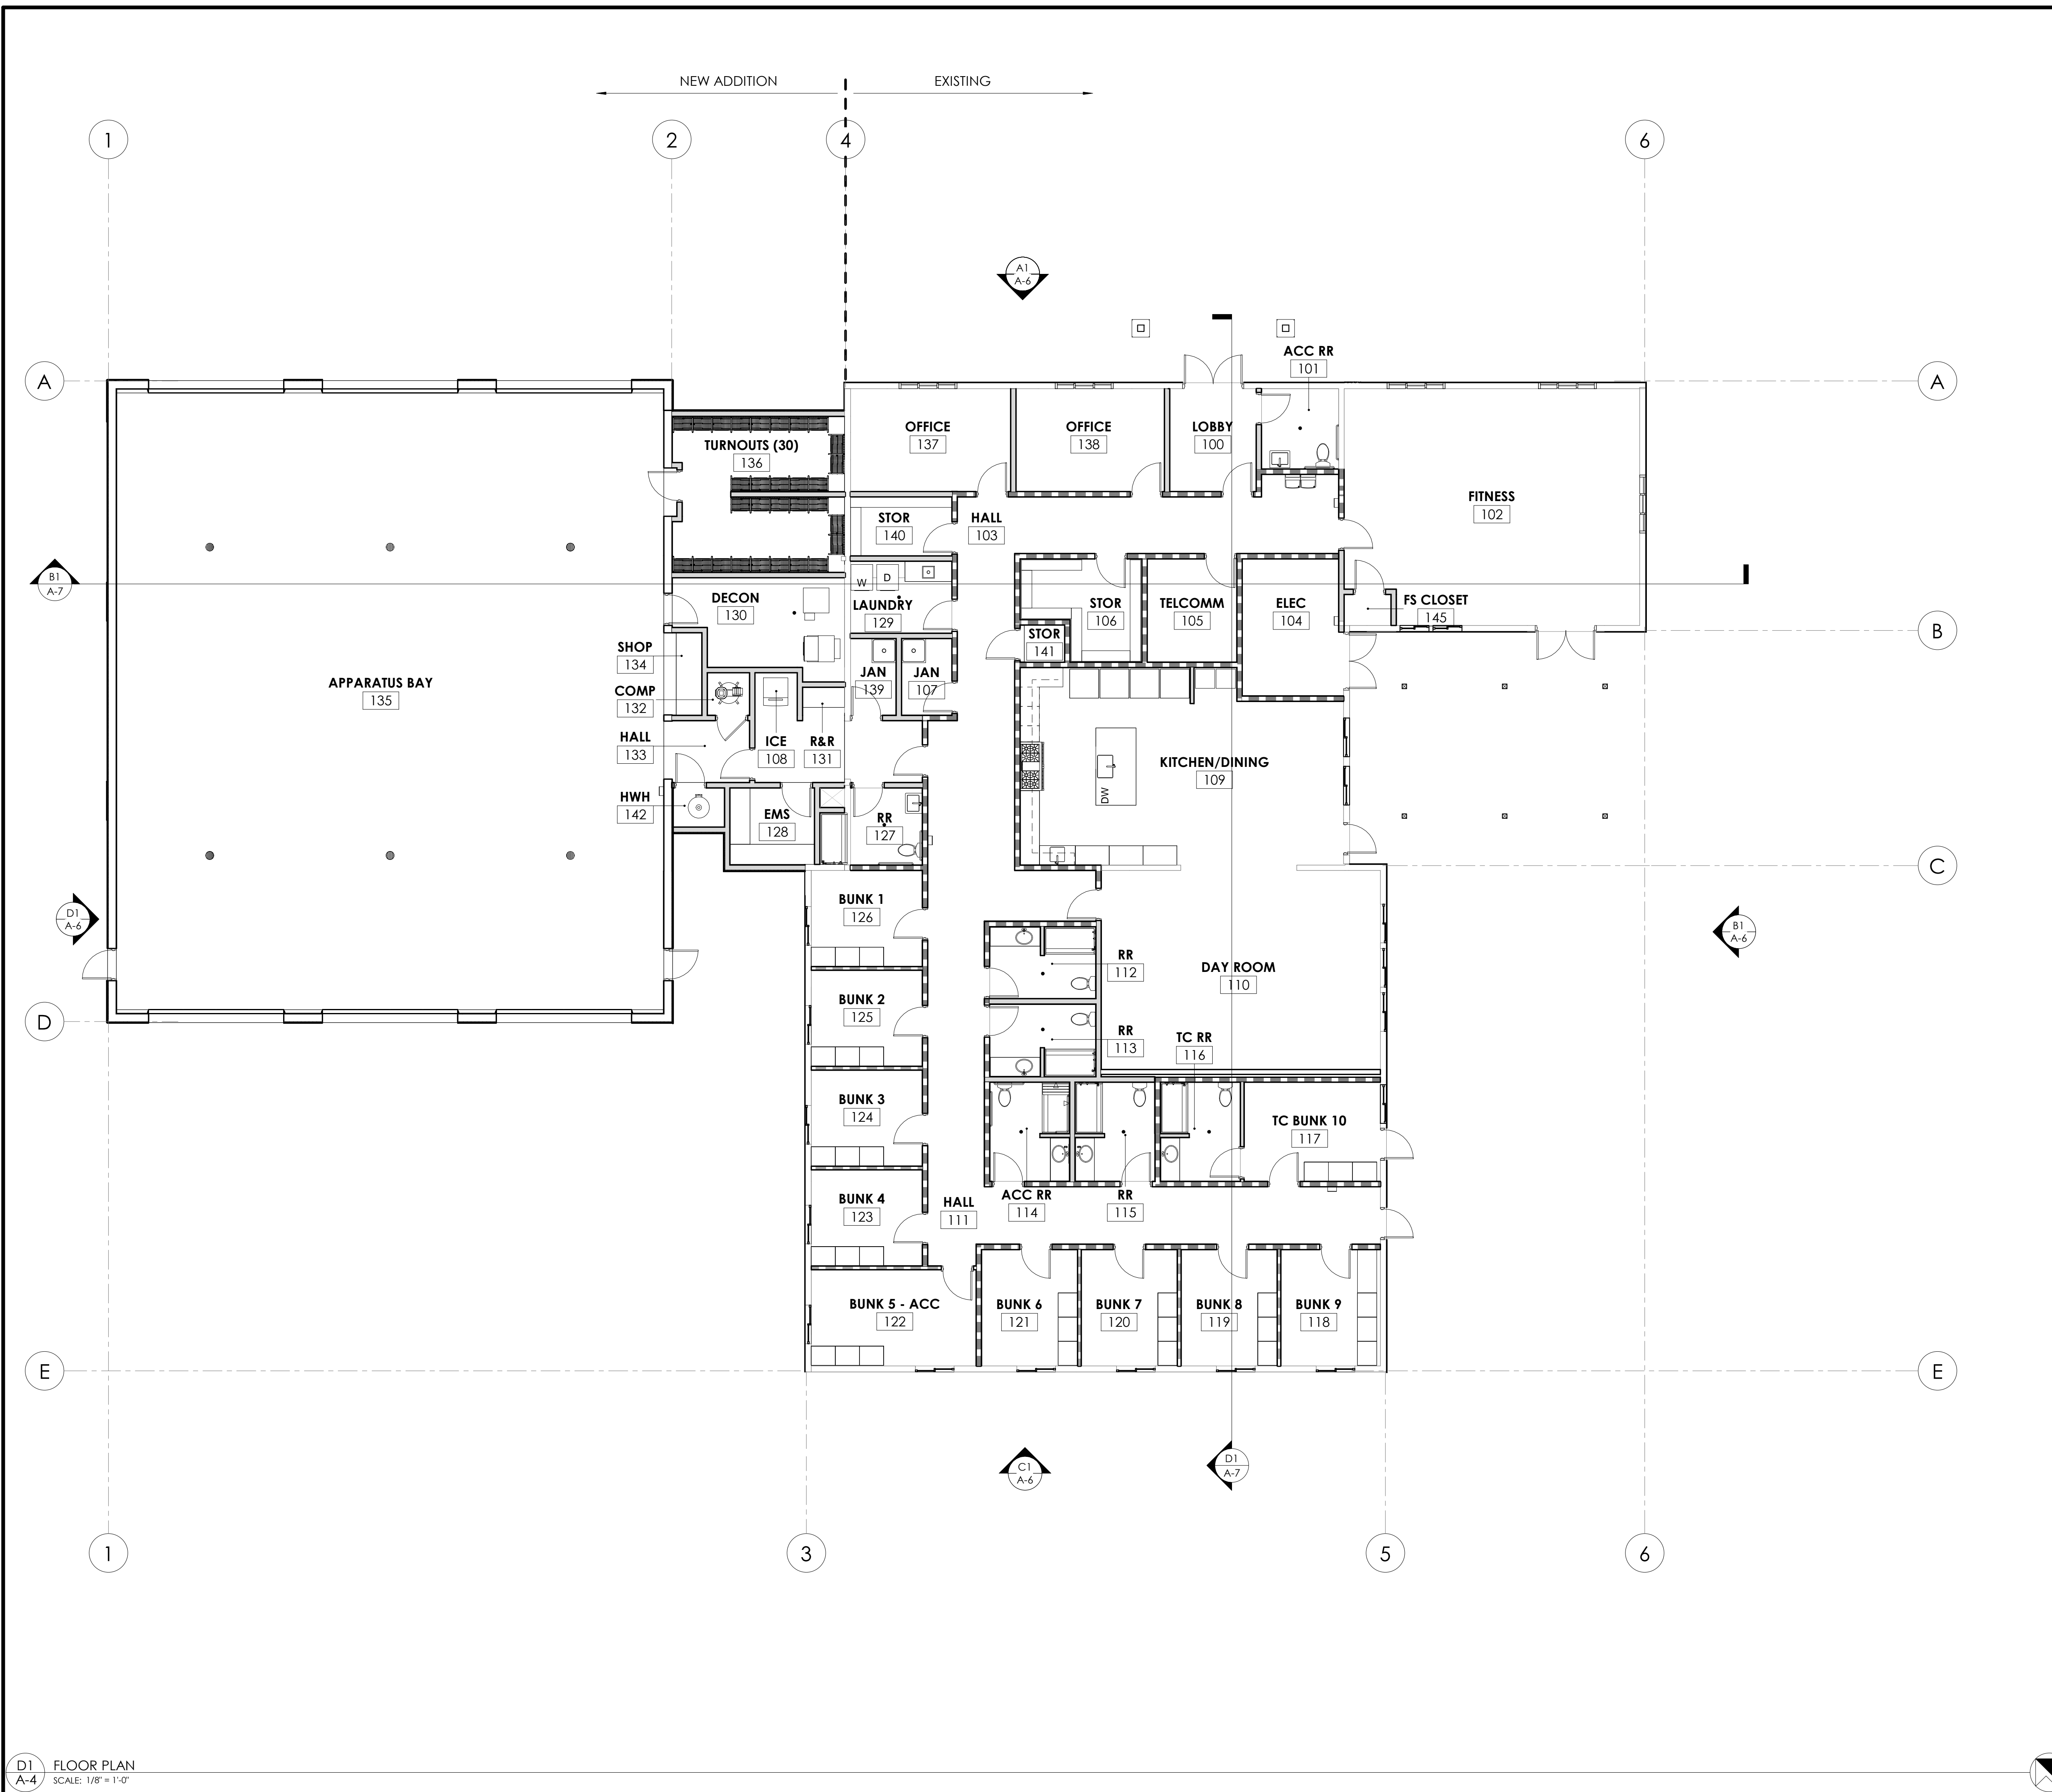 NEW ADDITION
EXISTING
1
2
4
6
A1
A-6
ACC RR
101
A
A
OFFICE
137
OFFICE
138
LOBBY
100
TURNOUTS (30)
136
FITNESS
102
STOR
140
HALL
103
B1
A-7
W
D
DECON
130
LAUNDRY
129
STOR
106
TELCOMM
105
ELEC
104
FS CLOSET
145
B
STOR
141
SHOP
134
JAN
139
JAN
107
APPARATUS BAY
135
COMP
132
HALL
133
ICE
108
R&R
131
KITCHEN/DINING
109
DW
HWH
142
EMS
128
RR
127
C
BUNK 1
126
D1
A-6
B1
A-6
RR
112
DAY ROOM
110
BUNK 2
125
D
RR
113
TC RR
116
BUNK 3
124
TC BUNK 10
117
BUNK 4
123
HALL
111
ACC RR
114
RR
115
BUNK 5 - ACC
122
BUNK 6
121
BUNK 7
120
BUNK 8
119
BUNK 9
118
E
E
C1
A-6
D1
A-7
1
3
5
6
D1
A-4
FLOOR PLAN
SCALE: 1/8" = 1'-0"